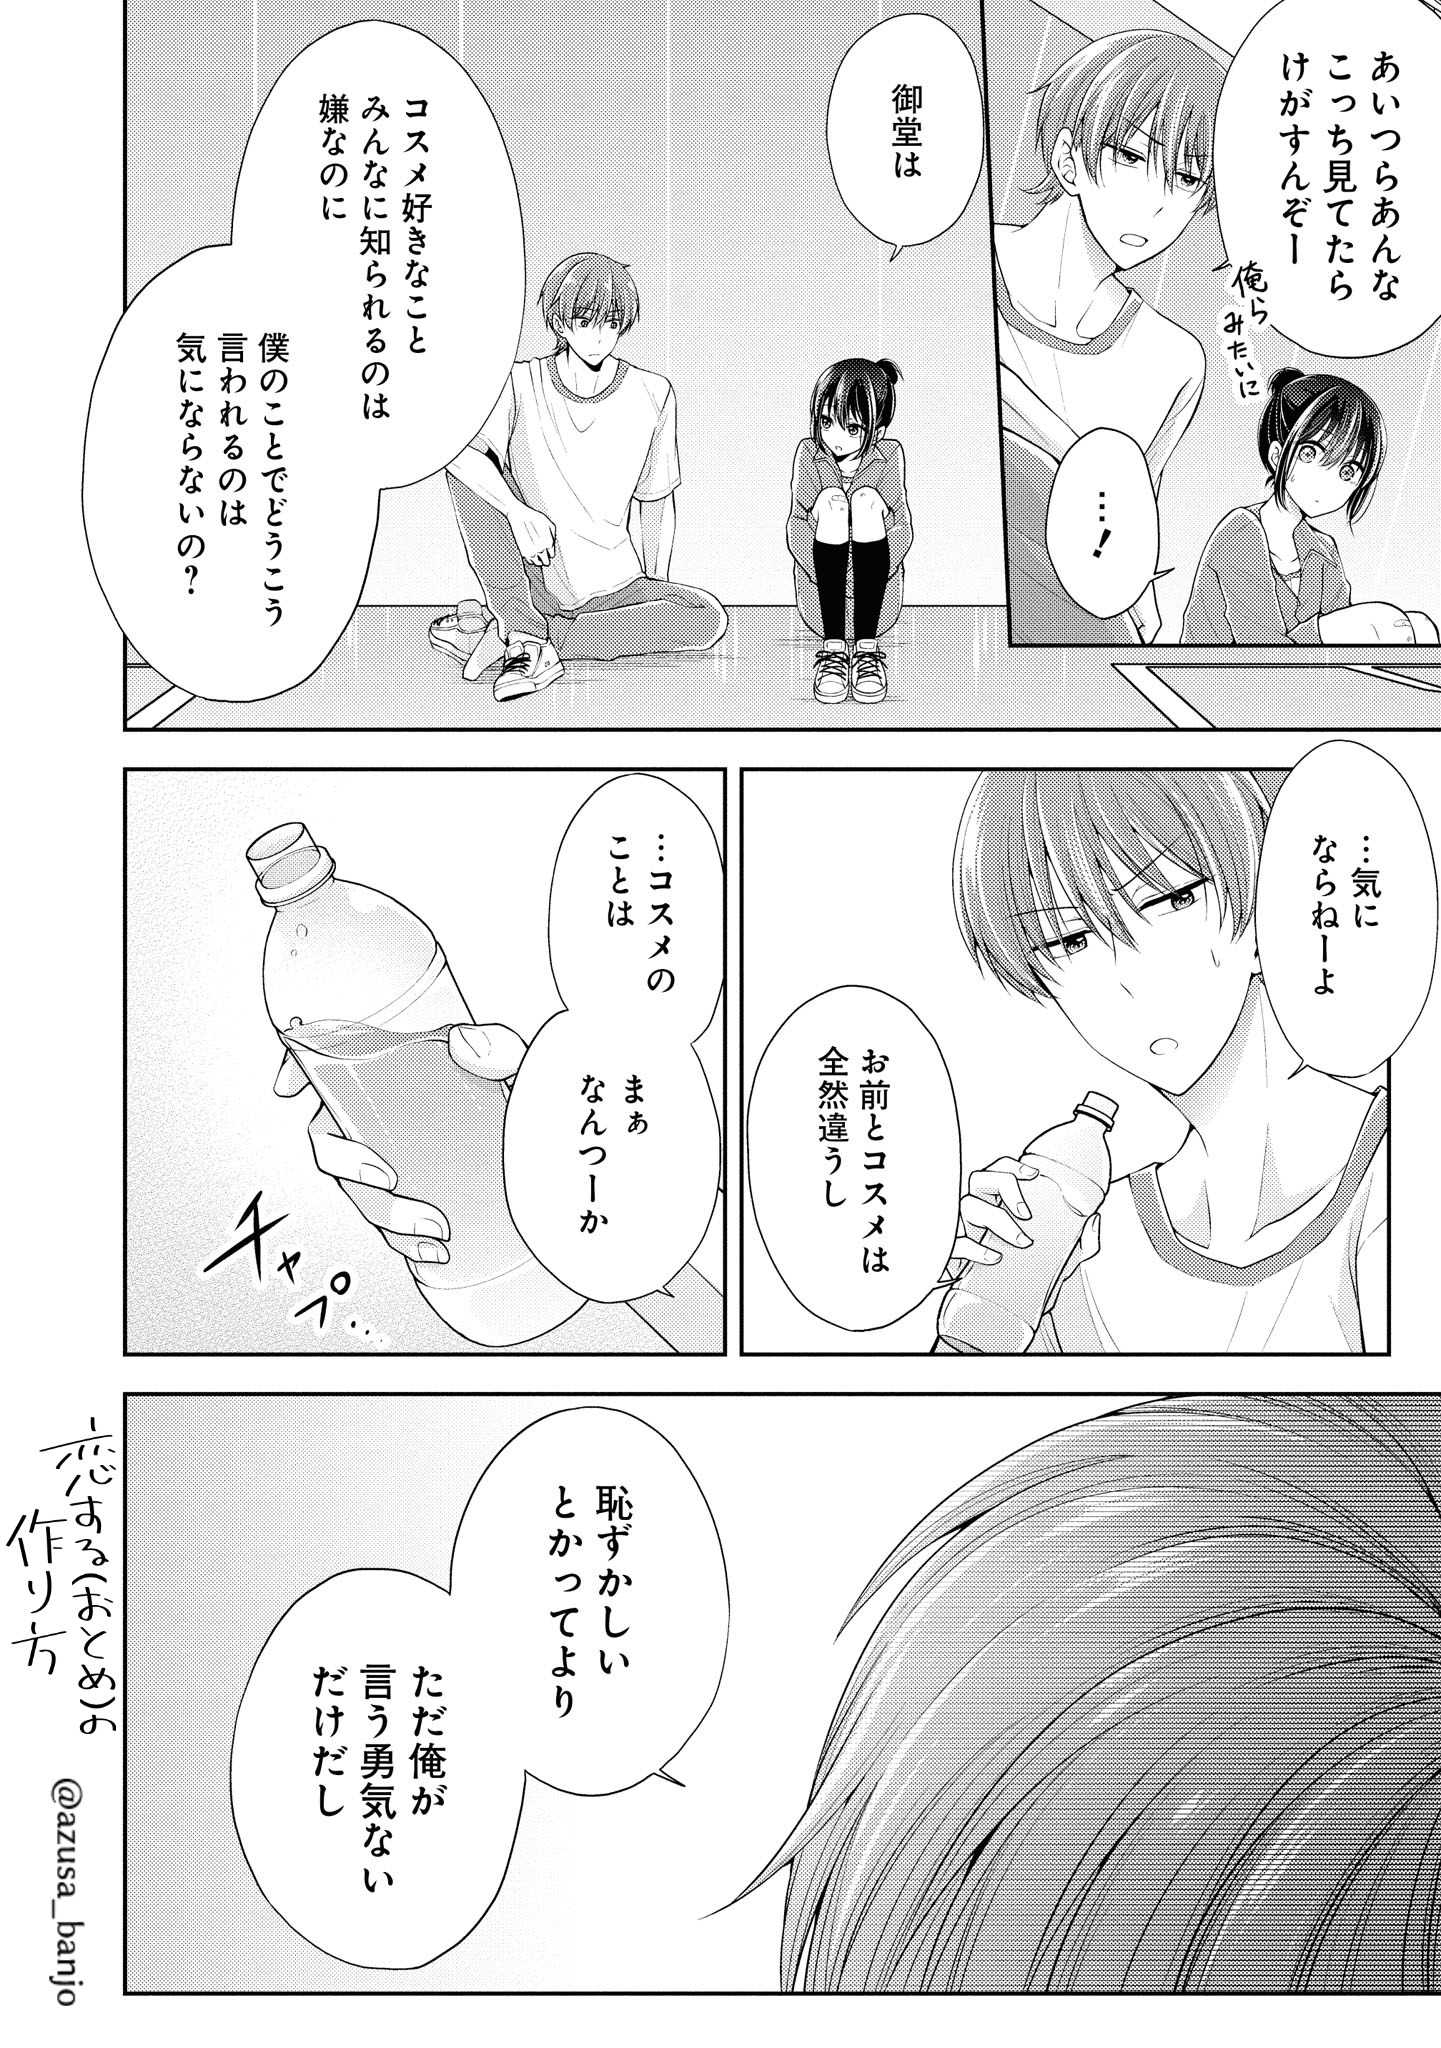 あいつらあんな
こっち見てたら
けがすんぞー
俺ら
みたいに
…！
御堂は
コスメ好きなこと
みんなに知られるのは
嫌なのに
僕のことでどうこう
言われるのは
気にならないの？
…気に
ならねーよ
お前とコスメは
全然違うし
…コスメの
ことは
まぁ
なんつーか
チャプ…
恥ずかしい
とかってより
ただ俺が
言う勇気ない
だけだし
恋する(おとめ)の
作り方
@azusa_banjo